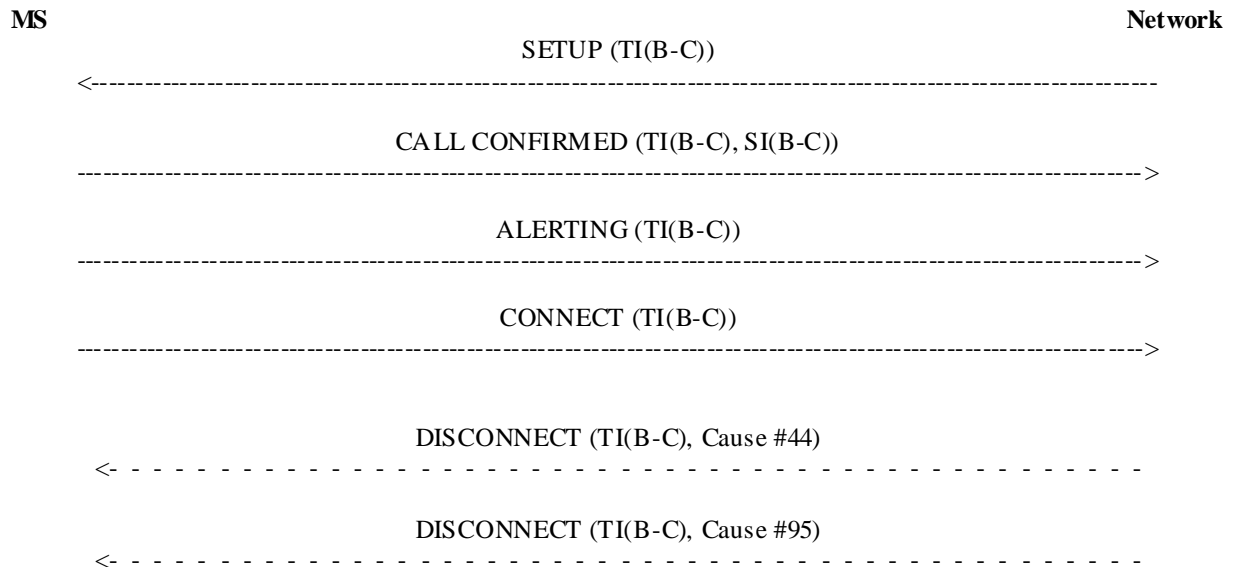 MS Network
SETUP (TI(B-C))
CALL CONFIRMED (TI(B-C), SI(B-C))
ALERTING (TI(B-C))
CONNECT (TI(B-C))
DISCONNECT (TI(B-C), Cause #44)
DISCONNECT (TI(B-C), Cause #95)